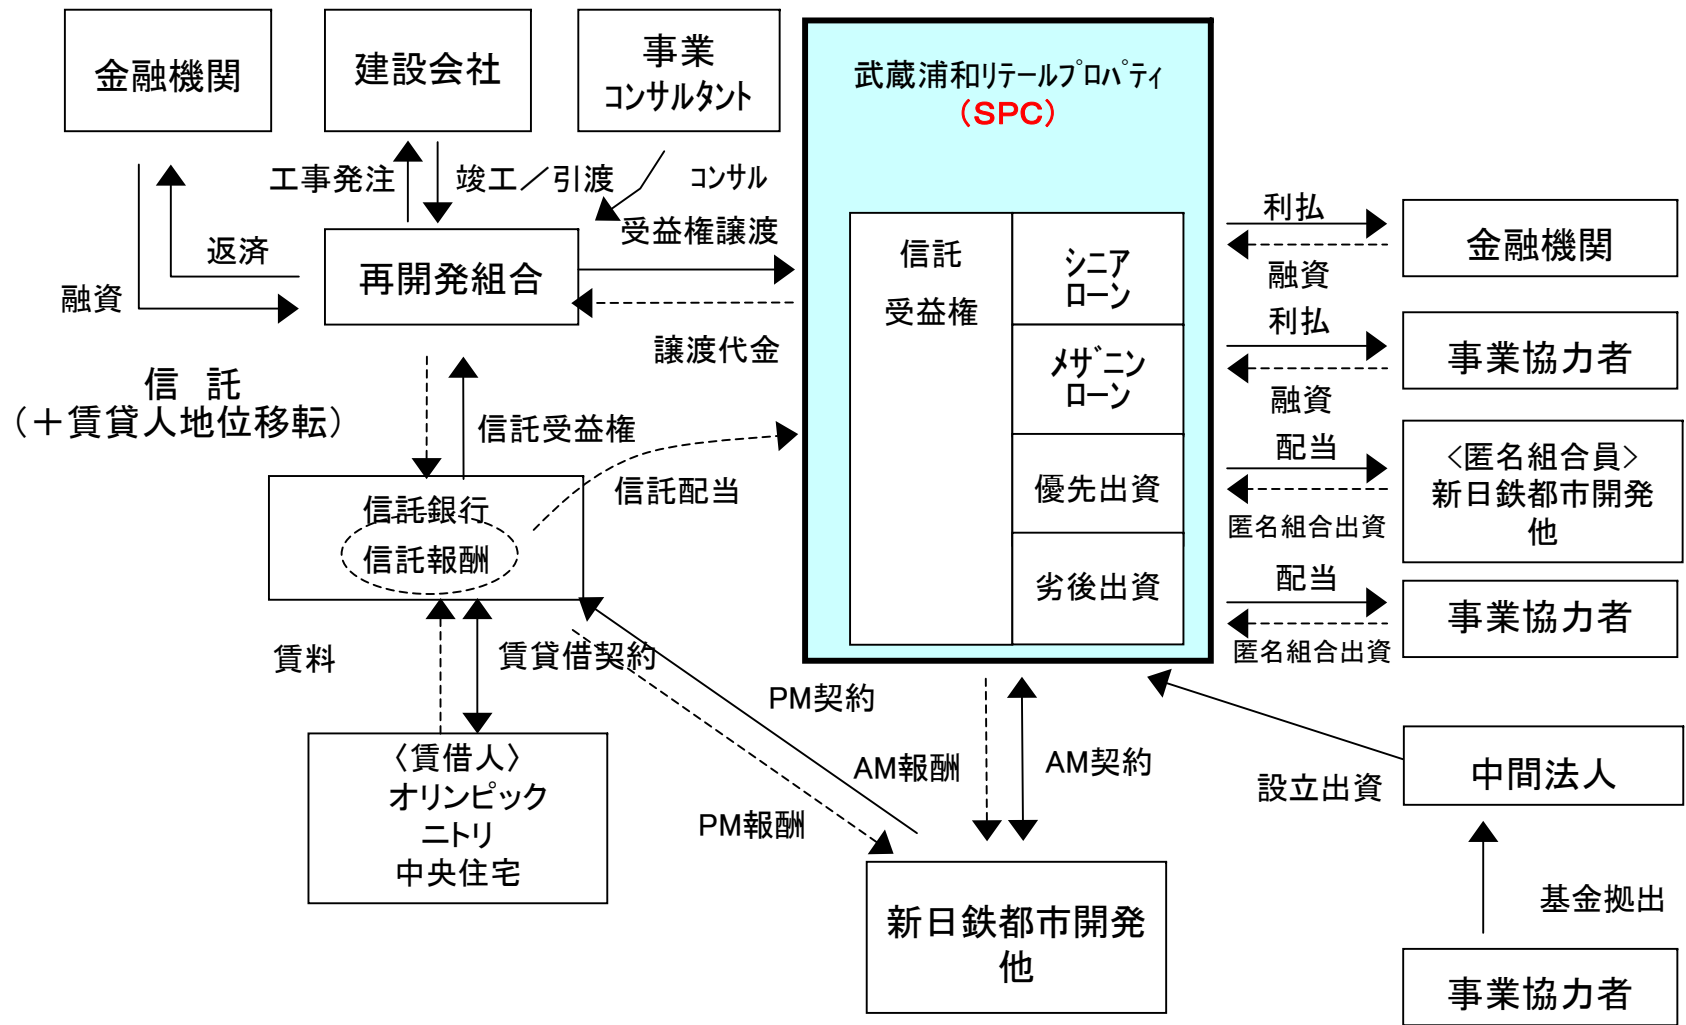 金融機関
建設会社
事業
コンサルタント
武蔵浦和ﾘﾃｰﾙﾌﾟﾛﾊﾟﾃｨ
（SPC）
工事発注
竣工／引渡
ｺﾝｻﾙ
返済
融資
再開発組合
受益権譲渡
譲渡代金
信託
受益権
ｼﾆｱ
ﾛｰﾝ
ﾒｻﾞﾆﾝ
ﾛｰﾝ
優先出資
劣後出資
利払
融資
金融機関
利払
融資
事業協力者
配当
匿名組合出資
〈匿名組合員〉
新日鉄都市開発
他
配当
匿名組合出資
事業協力者
信 託
（＋賃貸人地位移転）
信託受益権
信託配当
信託銀行
信託報酬
賃料
賃貸借契約
〈賃借人〉
オリンピック
ニトリ
中央住宅
PM契約
PM報酬
AM報酬
AM契約
新日鉄都市開発
他
設立出資
中間法人
基金拠出
事業協力者